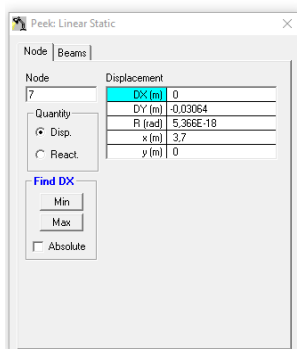 Peek: Linear Static
Node Beams
Node
7
Quantity
Disp.
React.
Find DX
Min
Max
Absolute
Displacement
DX (m) 0
DY (m) -0,03064
R (rad) 5,366E-18
x (m) 3,7
y (m) 0